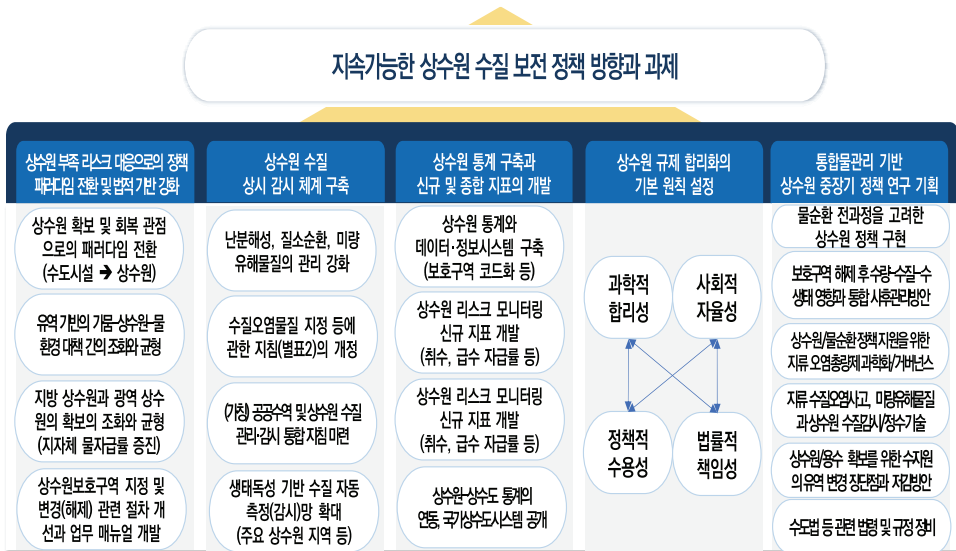 지속가능한 상수원 수질 보전 정책 방향과 과제
상수원 부족 리스크 대응으로의 정책
패러다임 전환 및 법적 기반 강화
상수원 확보 및 회복 관점
으로의 패러다임 전환
(수도시설 ➔ 상수원)
유역 기반의 가뭄-상수원-물
환경 대책 간의 조화와 균형
지방 상수원과 광역 상수
원의 확보의 조화와 균형
(지자체 물자급률 증진)
상수원보호구역 지정 및
변경(해제) 관련 절차 개
선과 업무 매뉴얼 개발
상수원 수질
상시 감시 체계 구축
난분해성, 질소순환, 미량
유해물질의 관리 강화
수질오염물질 지정 등에
관한 지침(별표2)의 개정
(가칭) 공공수역 및 상수원 수질
관리·감시 통합 지침 마련
생태독성 기반 수질 자동
측정(감시)망 확대
(주요 상수원 지역 등)
상수원 통계 구축과
신규 및 종합 지표의 개발
상수원 통계와
데이터·정보시스템 구축
(보호구역 코드화 등)
상수원 리스크 모니터링
신규 지표 개발
(취수, 급수 자급률 등)
상수원 리스크 모니터링
신규 지표 개발
(취수, 급수 자급률 등)
상수원-상수도 통계의
연동, 국가상수도시스템 공개
상수원 규제 합리화의
기본 원칙 설정
과학적
합리성
사회적
자율성
정책적
수용성
법률적
책임성
통합물관리 기반
상수원 중장기 정책 연구 기획
물순환 전과정을 고려한
상수원 정책 구현
보호구역 해제 후 수량-수질-수
생태 영향과 통합 사후관리방안
상수원/물순환 정책 지원을 위한
지류 오염총량제 과학화/거버넌스
지류 수질오염사고, 미량유해물질
과 상수원 수질감시/정수기술
상수원/용수 확보를 위한 수자원
의 유역 변경 장단점과 저감방안
수도법 등 관련 법령 및 규정 정비